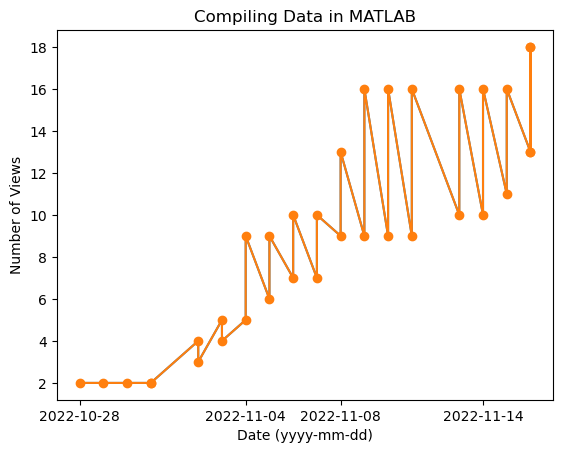 Compiling Data in MATLAB
Number of Views
18
16
14
12
10
8
6
4
2
2022-10-28 2022-11-04 2022-11-08 2022-11-14
Date (yyyy-mm-dd)